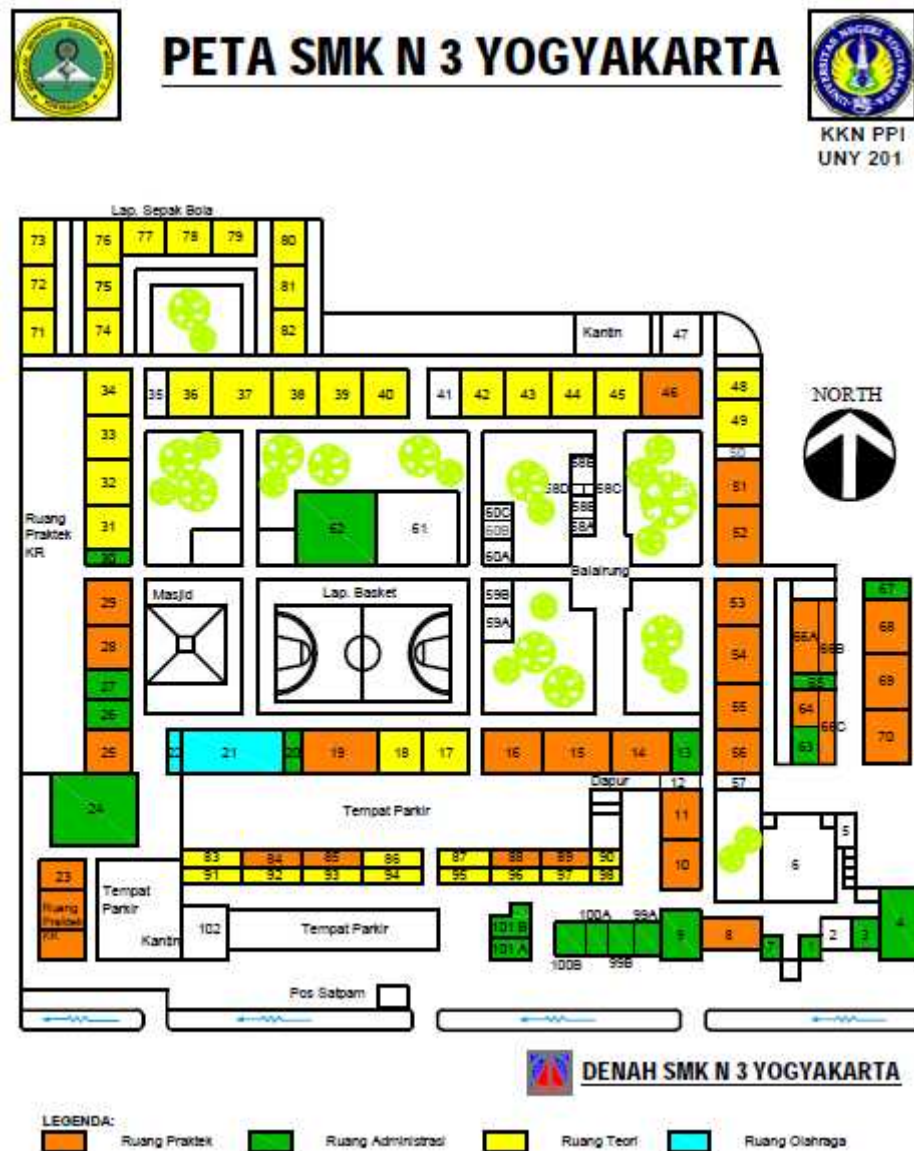 PETA SMK N 3 YOGYAKARTA
KKN PPI
UNY 201
Lap. Sepak Bola
73 76 77 78 79 80
72 75 81
71 74 82
Kantin 47
34 35 36 37 38 39 40 41 42 43 44 45 46 48
NORTH
33 49
50
32 51
31 52
Ruang
Praktek
KR
30
62 61
60C
60B
60A
58E
58D 58C
58B
58A
Balairung
Masjid Lap. Basket
59B
59A
29 53
28 54
27
26 55
25 22 21 20 19 18 17 16 15 14 13 56
67
66A 66B 68
65 69
64 66C
63 70
Dapur 12 57
24
Tempat Parkir
11
10
5
6
83 84 85 86 87 88 89 90
91 92 93 94 95 96 97 98
23
Ruang
Praktek
KK
Tempat
Parkir
Kantin
102
Tempat Parkir
101 B
101 A
100A 99A
100B 99B
9 8 7 1 2 3 4
Pos Satpam
DENAH SMK N 3 YOGYAKARTA
LEGENDA:
Ruang Praktek Ruang Administrasi Ruang Teori Ruang Olahraga